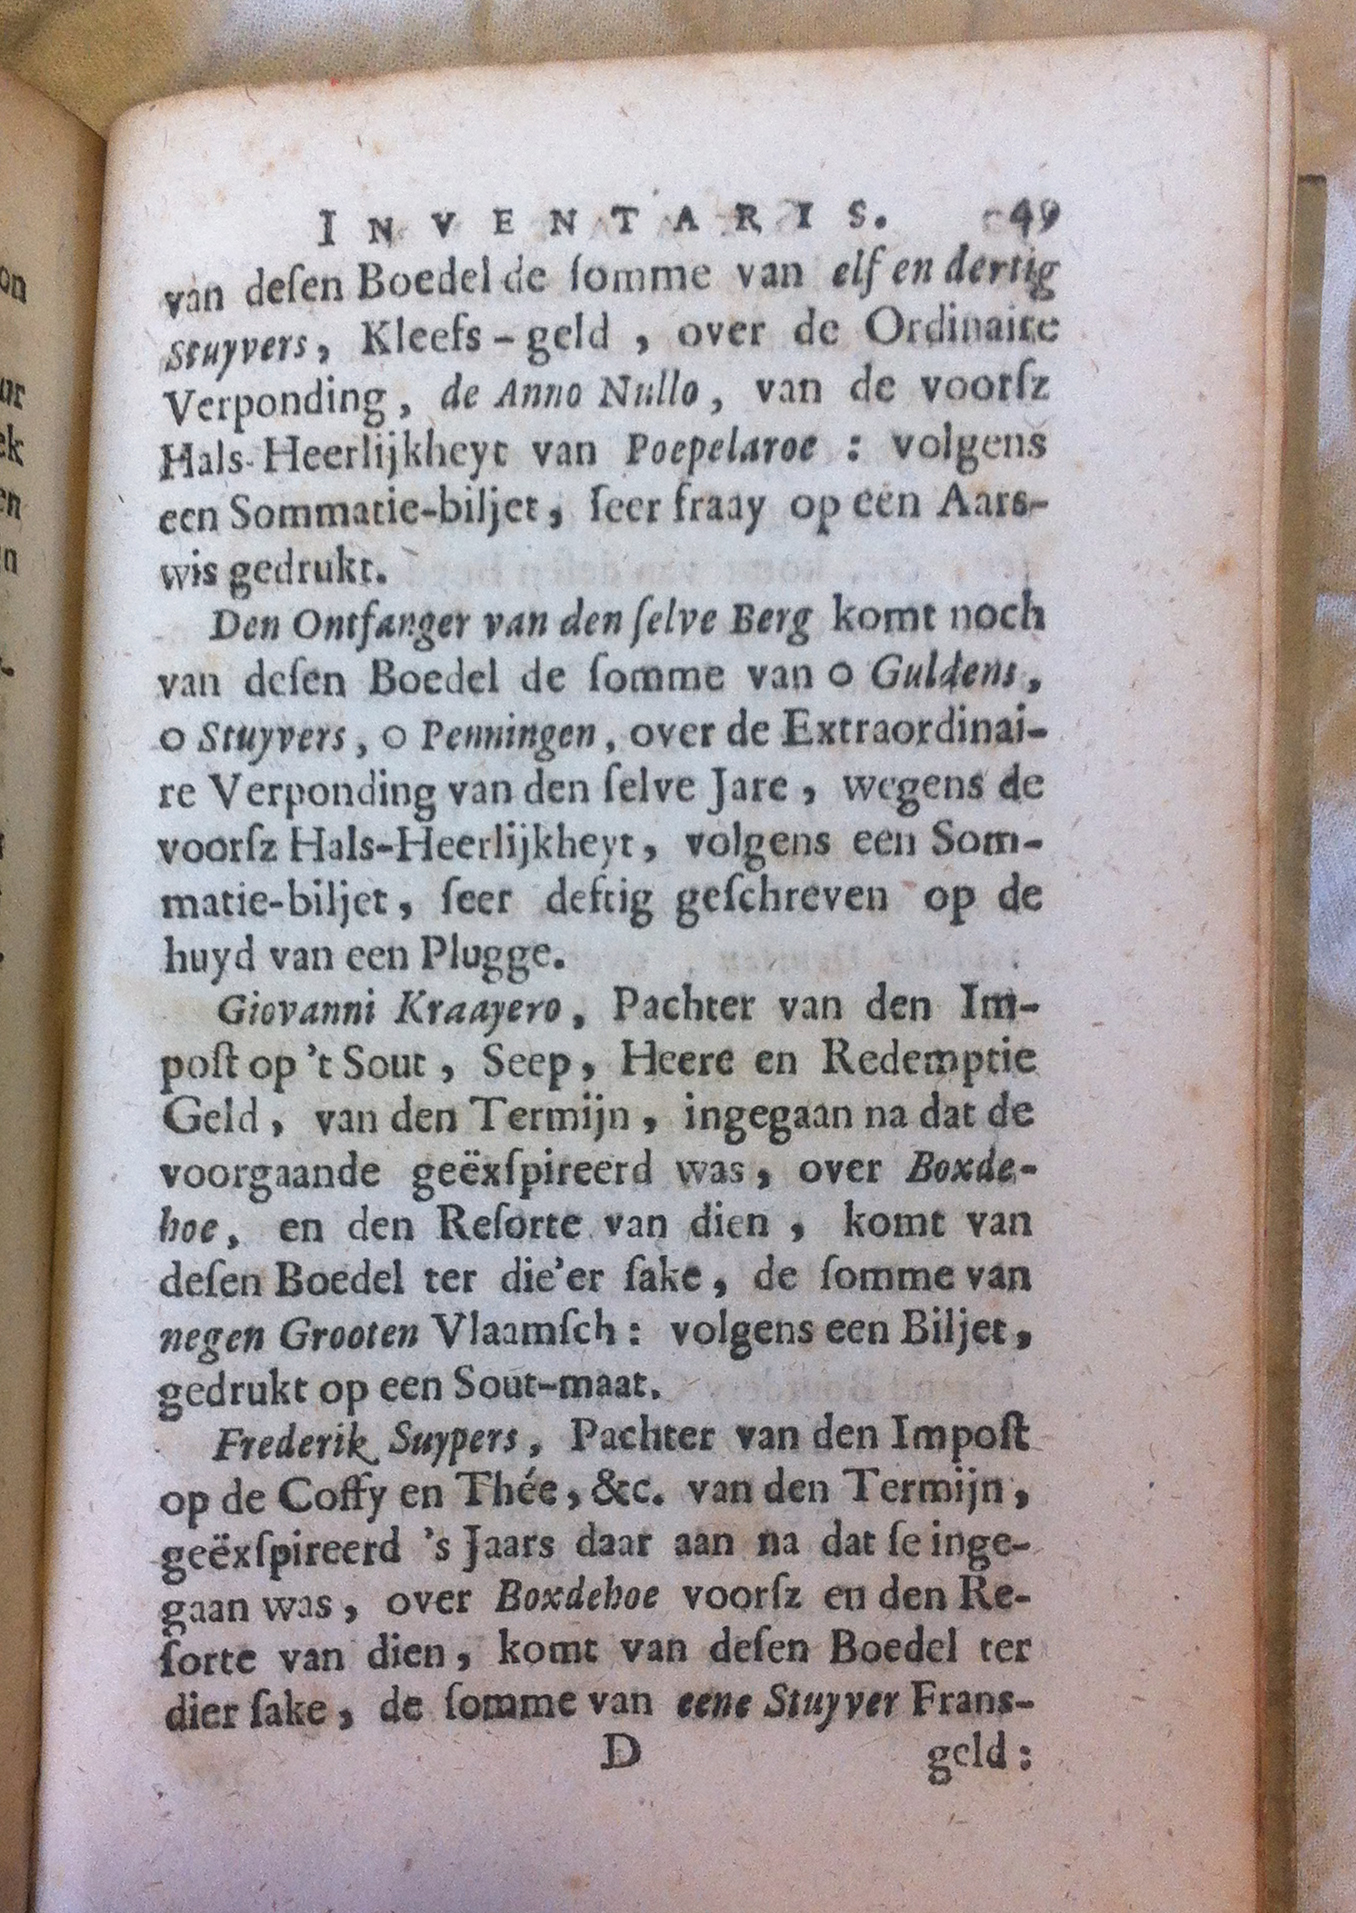 INVENTARIS. 49
van deſen Boedel de ſomme van elf en dertig
Stuyvers, Kleefs-geld, over de Ordinaire
Verponding, de Anno Nullo, van de voorſz
Hals-Heerlijkheyt van Poepelaroe: volgens
een Sommatie-biljet, ſeer fraay op een Aars-
wis gedrukt.
Den Ontfanger van den ſelve Berg komt noch
van deſen Boedel de ſomme van 0 Guldens,
0 Stuyvers, 0 Penningen, over de Extraordinai-
re Verponding van den ſelve Jare, wegens de
voorſz Hals-Heerlijkheyt, volgens een Som-
matie-biljet, ſeer deftig geſchreven op de
huyd van een Plugge.
Giovanni Kraayero, Pachter van den Im-
poſt op 't Sout, Seep, Heere en Redemptie
Geld, van den Termijn, ingegaan na dat de
voorgaande geëxſpireerd was, over Boxde-
hoe, en den Reſorte van dien, komt van
deſen Boedel ter die'er ſake, de ſomme van
negen Grooten Vlaamſch: volgens een Biljet,
gedrukt op een Sout-maat.
Frederik Suypers, Pachter van den Impoſt
op de Coffy en Thée, &c. van den Termijn,
geëxſpireerd 's Jaars daar aan na dat ſe inge-
gaan was, over Boxdehoe voorſz en den Re-
ſorte van dien, komt van deſen Boedel ter
dier ſake, de ſomme van eene Stuyver Frans-
D geld:
on
ur
ek
en
n